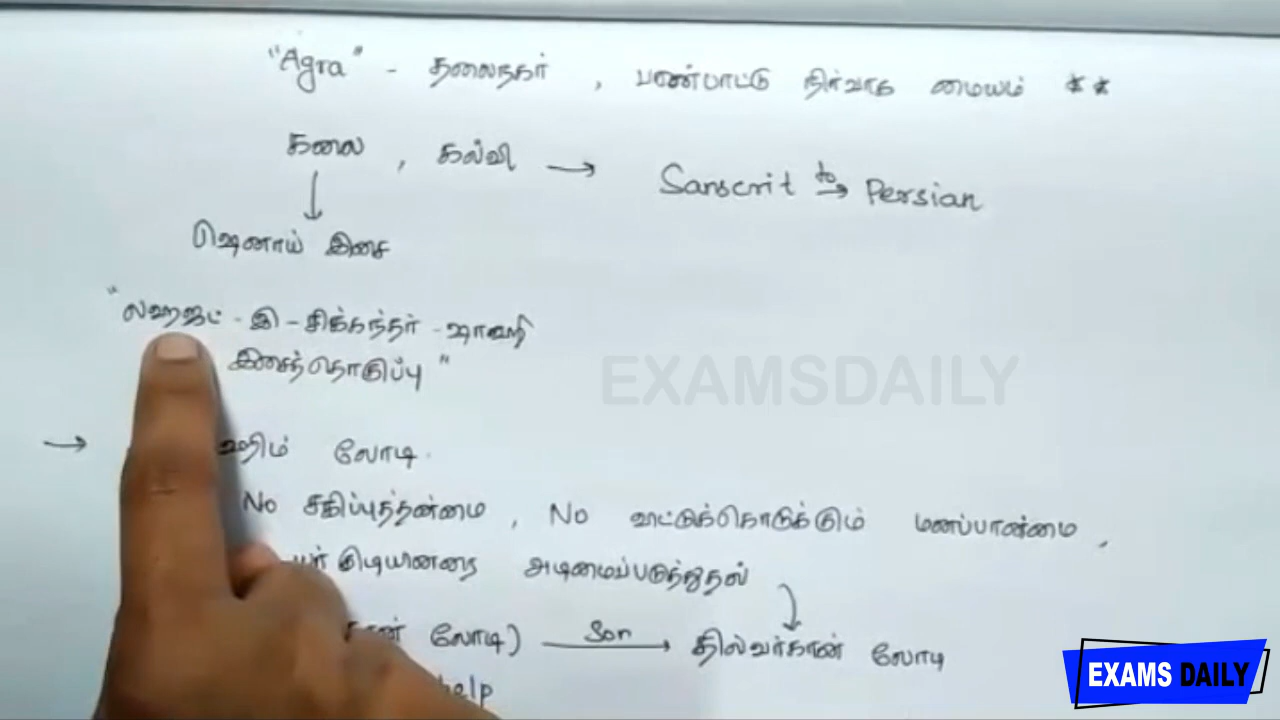 "Agra" - தலைநகர் , பண்பாட்டு நிர்வாக மையம் **
கலை , கல்வி → Sanscrit to → Persian
↓
ஷெனாய் இசை
"லஹஜட் - இ - சிக்கந்தர் - ஷாஹி
இசைத்தொகுப்பு"
→ ஹிம் லோடி.
No சகிப்புத்தன்மை , No விட்டுக்கொடுக்கும் மனப்பான்மை ,
குடியினரை அடிமைப்படுத்துதல்
கான் லோடி) Son → தில்வர்கான் லோடி
help
EXAMSDAILY
EXAMS DAILY